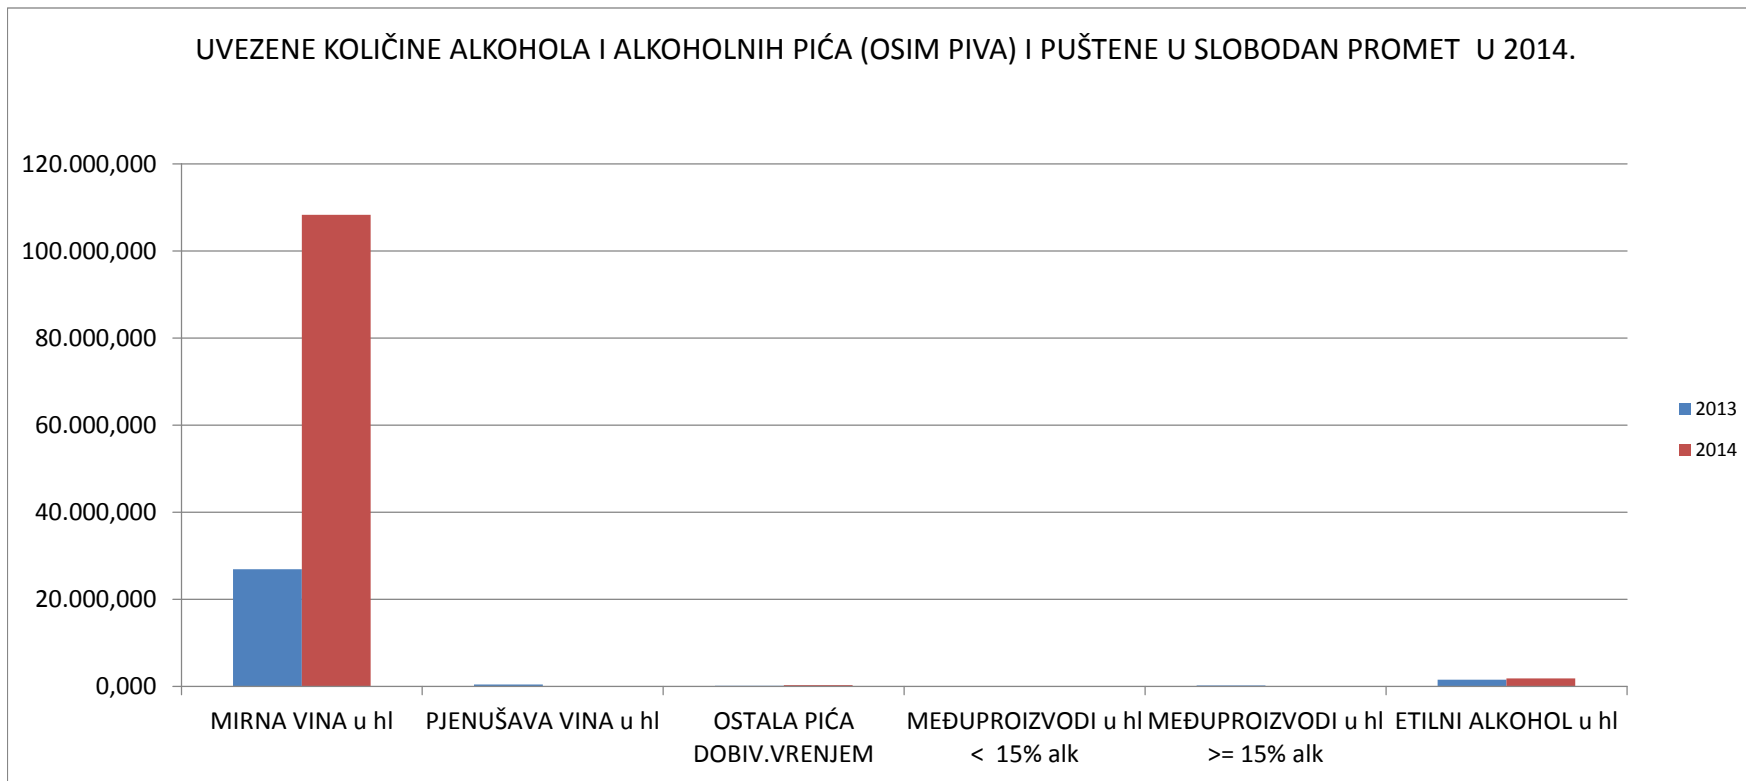 UVEZENE KOLIČINE ALKOHOLA I ALKOHOLNIH PIĆA (OSIM PIVA) I PUŠTENE U SLOBODAN PROMET  U 2014.
120.000,000
100.000,000
80.000,000
60.000,000
40.000,000
20.000,000
0,000
2013
2014
MIRNA VINA u hl
PJENUŠAVA VINA u hl
OSTALA PIĆA
DOBIV.VRENJEM
MEĐUPROIZVODI u hl
<  15% alk
MEĐUPROIZVODI u hl
>= 15% alk
ETILNI ALKOHOL u hl